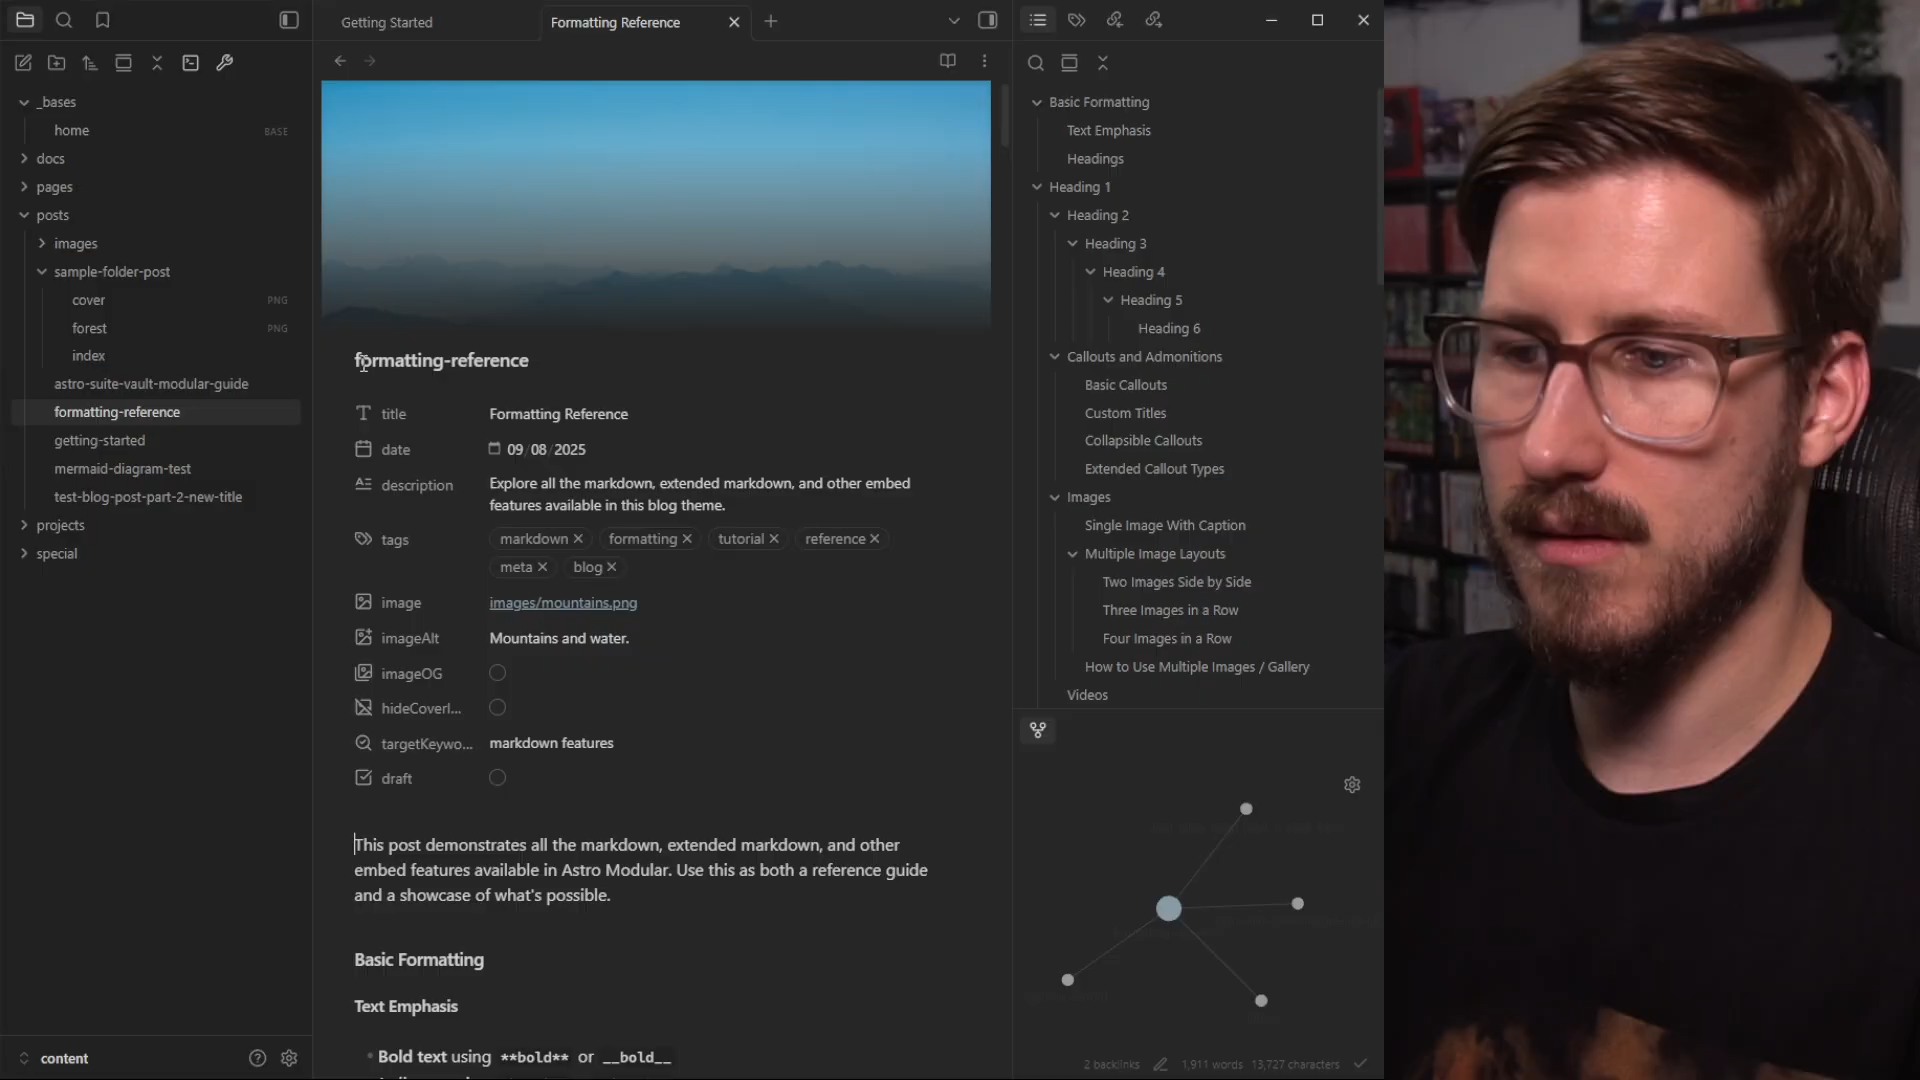 Getting Started
Formatting Reference
_bases
home BASE
docs
pages
posts
images
sample-folder-post
cover PNG
forest PNG
index
astro-suite-vault-modular-guide
formatting-reference
getting-started
mermaid-diagram-test
test-blog-post-part-2-new-title
projects
special
content
formatting-reference
title Formatting Reference
date 09/08/2025
description Explore all the markdown, extended markdown, and other embed
features available in this blog theme.
tags markdown formatting tutorial reference
meta blog
image images/mountains.png
imageAlt Mountains and water.
imageOG
hideCoverI...
targetKeywo... markdown features
draft
This post demonstrates all the markdown, extended markdown, and other
embed features available in Astro Modular. Use this as both a reference guide
and a showcase of what's possible.
Basic Formatting
Text Emphasis
Bold text using **bold** or __bold__
Basic Formatting
Text Emphasis
Headings
Heading 1
Heading 2
Heading 3
Heading 4
Heading 5
Heading 6
Callouts and Admonitions
Basic Callouts
Custom Titles
Collapsible Callouts
Extended Callout Types
Images
Single Image With Caption
Multiple Image Layouts
Two Images Side by Side
Three Images in a Row
Four Images in a Row
How to Use Multiple Images / Gallery
Videos
2 backlinks 1,911 words 13,727 characters